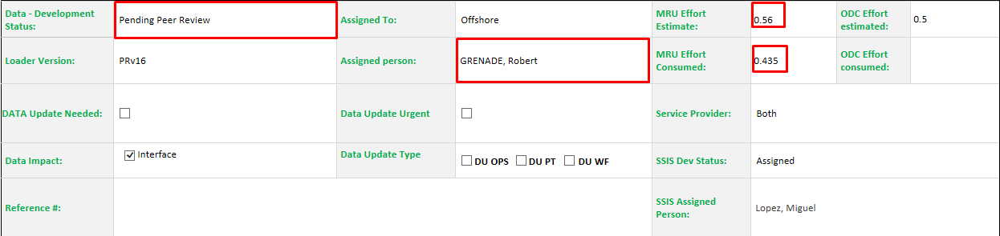 Data - Development Status:
Pending Peer Review
Assigned To:
Offshore
MRU Effort Estimate:
0.56
ODC Effort estimated:
0.5
Loader Version:
PRv16
Assigned person:
GRENADE, Robert
MRU Effort Consumed:
0.435
ODC Effort consumed:
DATA Update Needed:
Data Update Urgent
Service Provider:
Both
Data Impact:
Interface
Data Update Type
DU OPS DU PT DU WF
SSIS Dev Status:
Assigned
Reference #:
SSIS Assigned Person:
Lopez, Miguel